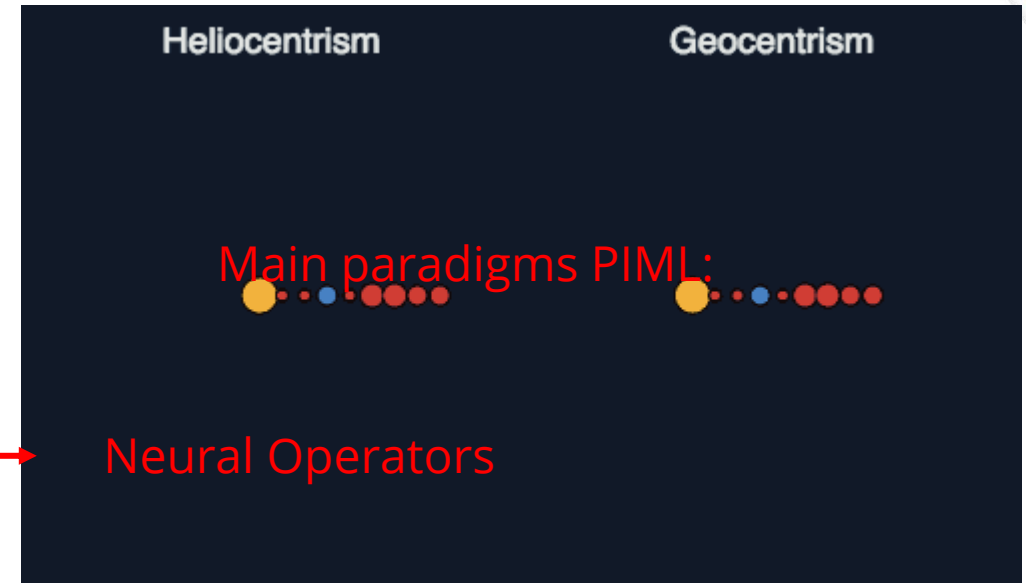 Heliocentrism
Geocentrism
Main paradigms PIML:
Neural Operators